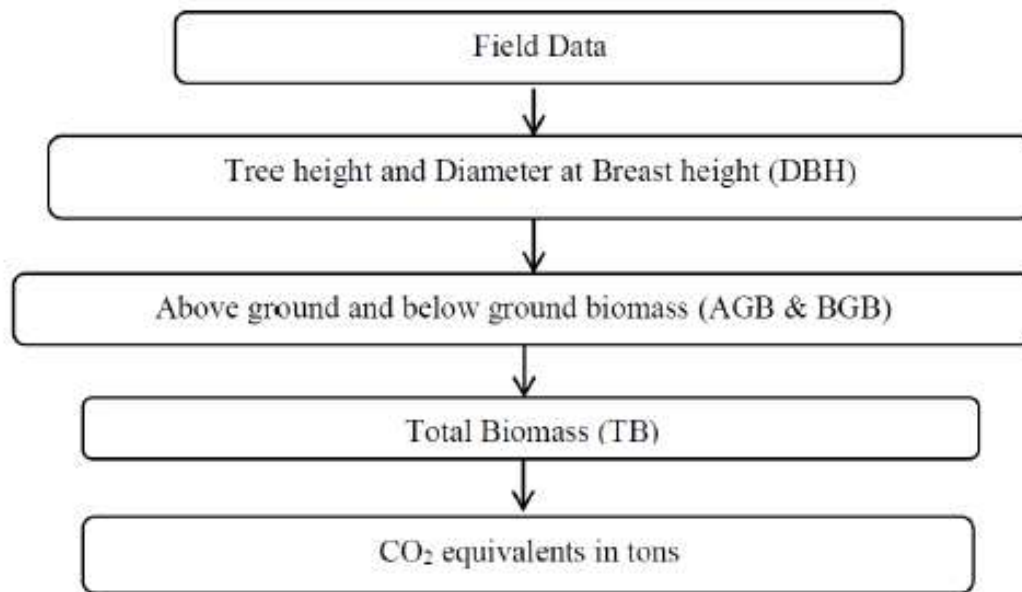 Field Data
Tree height and Diameter at Breast height (DBH)
Above ground and below ground biomass (AGB & BGB)
Total Biomass (TB)
CO₂ equivalents in tons